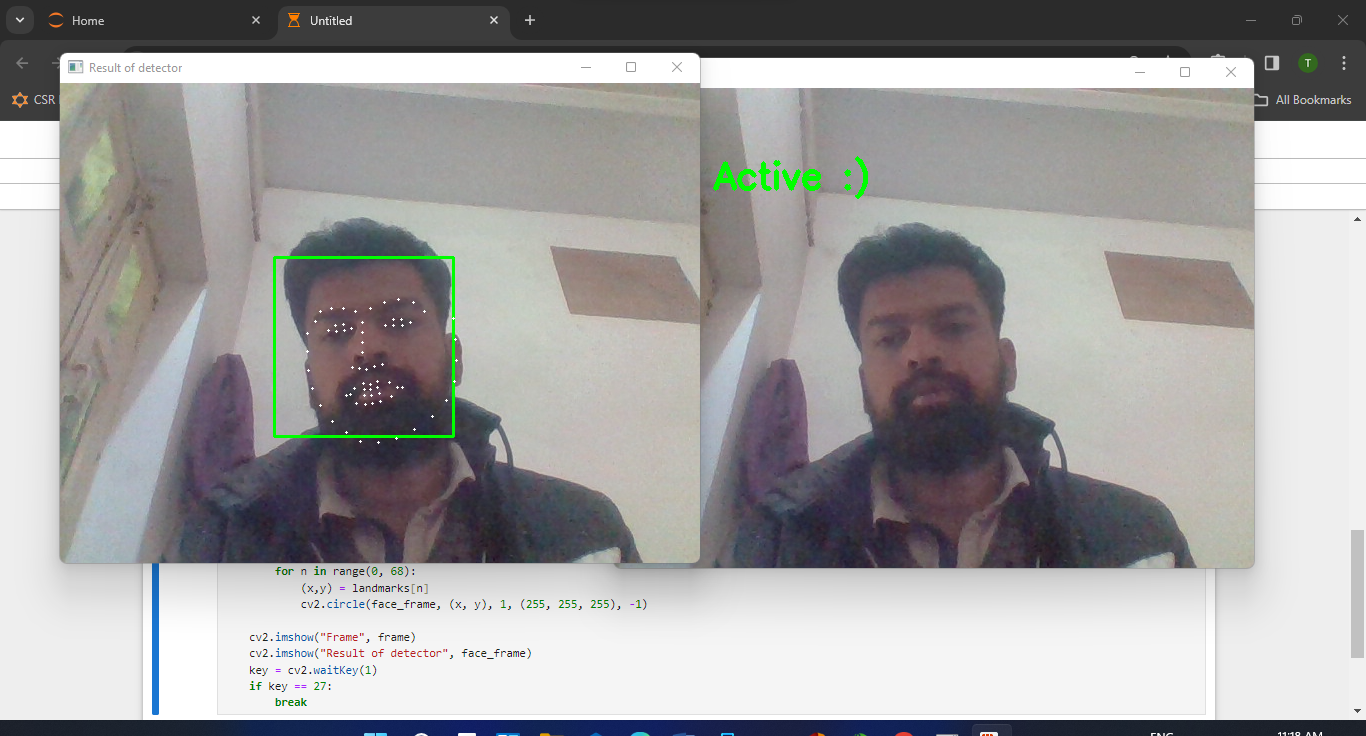 Home
Untitled
T
CSR
All Bookmarks
Result of detector
Active :)
for n in range(0, 68):
(x,y) = landmarks[n]
cv2.circle(face_frame, (x, y), 1, (255, 255, 255), -1)
cv2.imshow("Frame", frame)
cv2.imshow("Result of detector", face_frame)
key = cv2.waitKey(1)
if key == 27:
break
ENG
11:18 AM